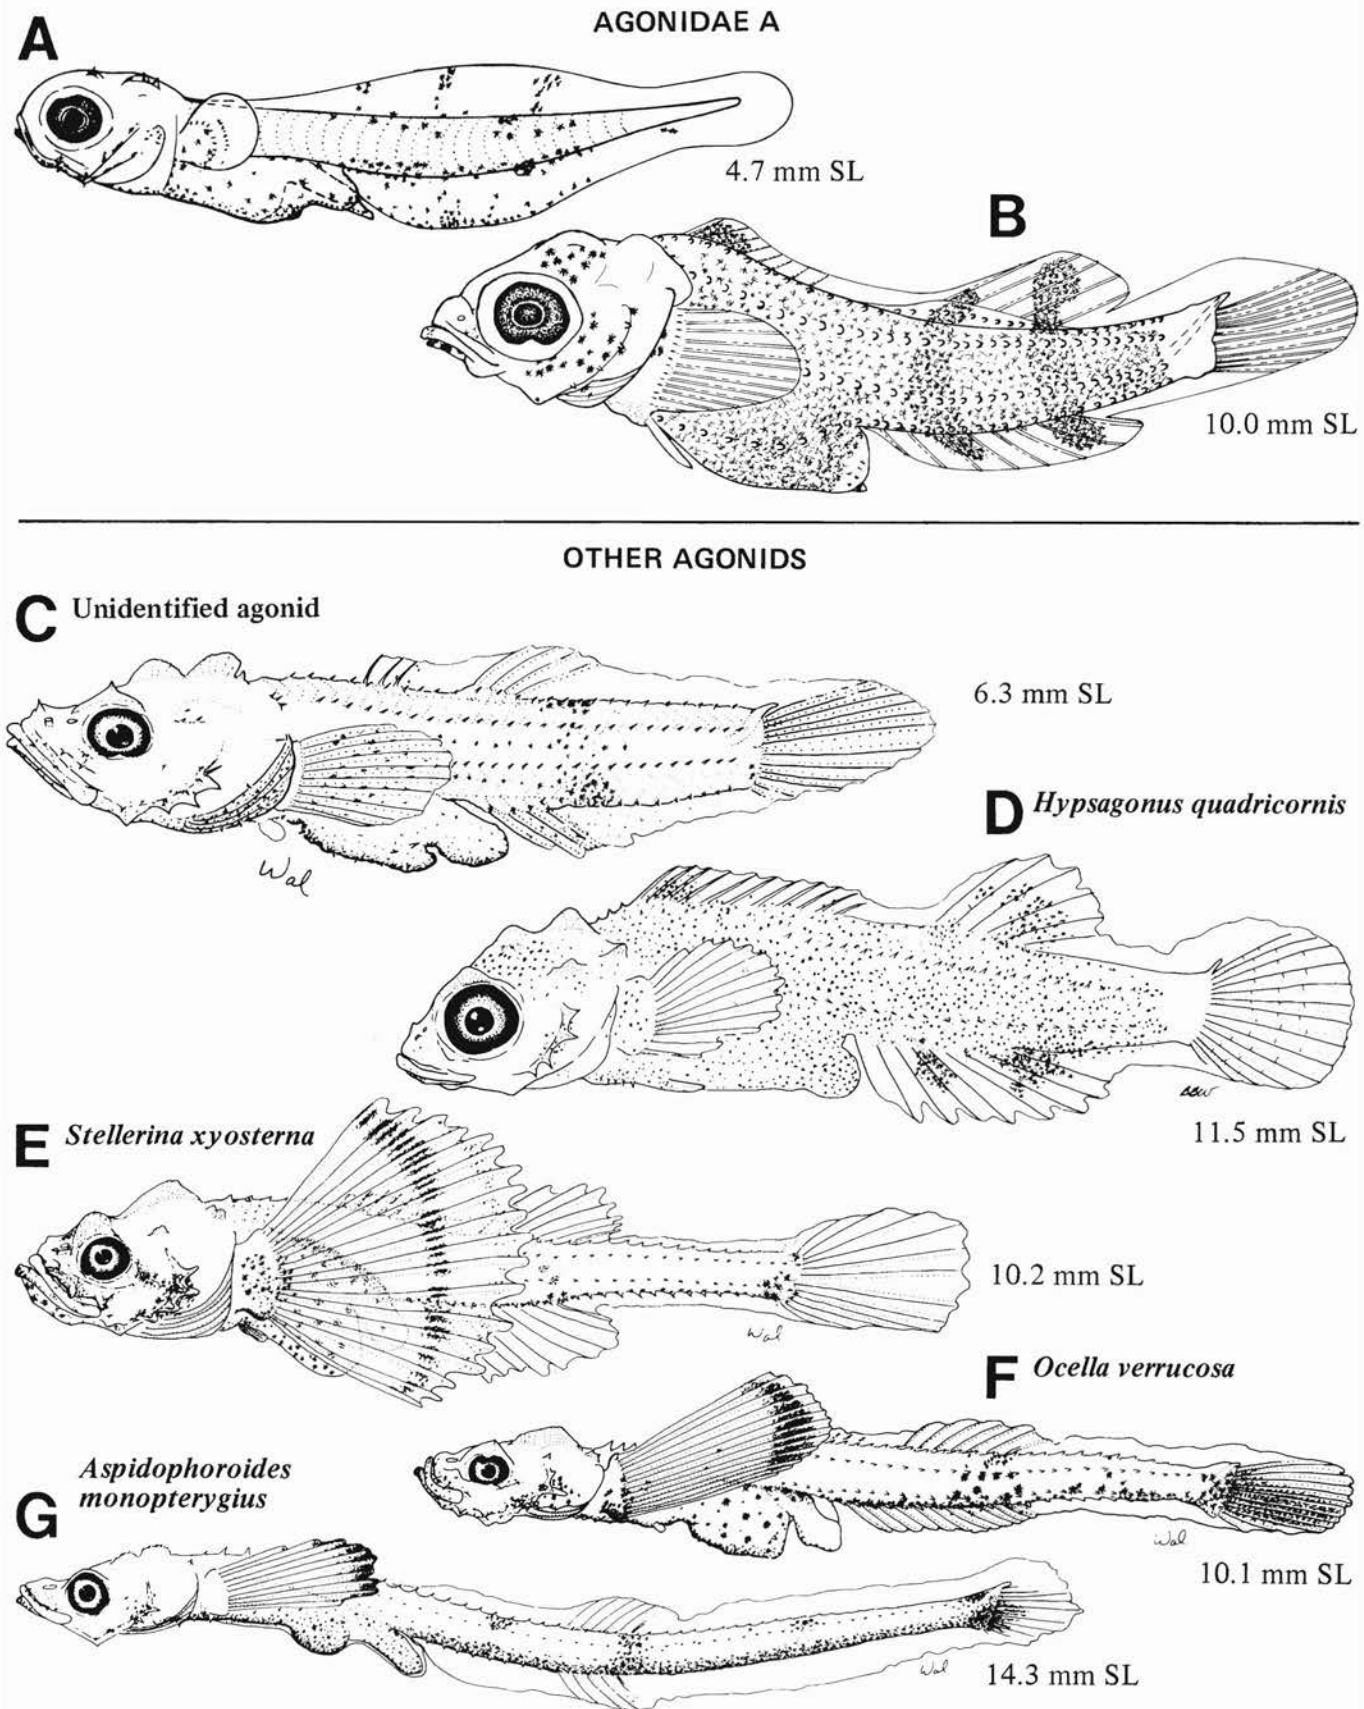 AGONIDAE A
A
4.7 mm SL
B
10.0 mm SL
OTHER AGONIDS
C Unidentified agonid
6.3 mm SL
Wal
D Hypsagonus quadricornis
BBW
11.5 mm SL
E Stellerina xyosterna
10.2 mm SL
Wal
F Ocella verrucosa
Wal
10.1 mm SL
G Aspidophoroides
monopterygius
Wal
14.3 mm SL